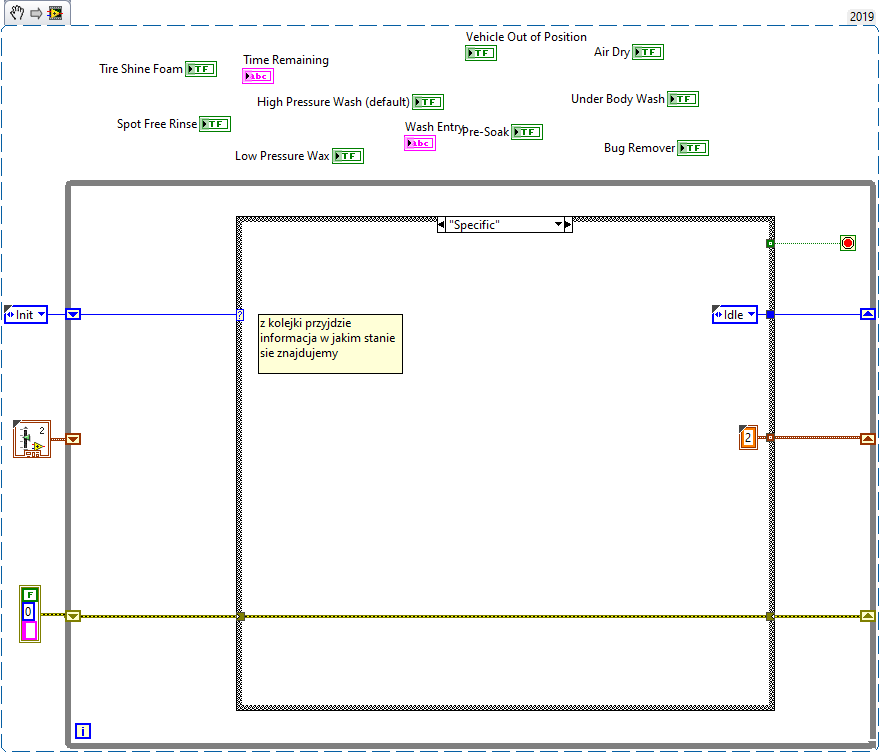 2019
Vehicle Out of Position
TF
Air Dry TF
Time Remaining
abc
Tire Shine Foam TF
High Pressure Wash (default) TF
Under Body Wash TF
Spot Free Rinse TF
Wash Entry
abc
Pre-Soak TF
Bug Remover TF
Low Pressure Wax TF
"Specific"
Init
?
z kolejki przyjdzie
informacja w jakim stanie
sie znajdujemy
Idle
2
2
F
0
i